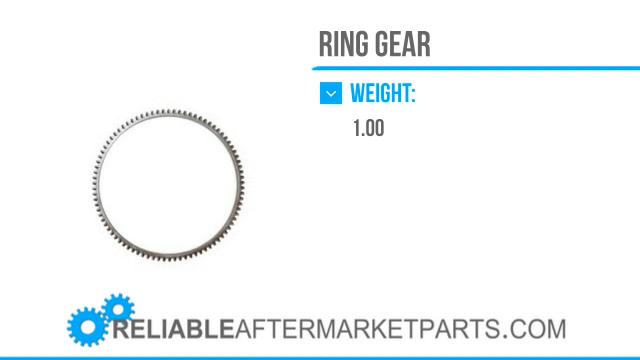 RING GEAR
WEIGHT:
1.00
RELIABLEAFTERMARKETPARTS.COM